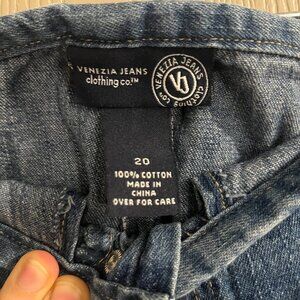 VENEZIA JEANS
clothing co.™
VENEZIA JEANS
clothing co.
VJ
20
100% COTTON
MADE IN
CHINA
OVER FOR CARE